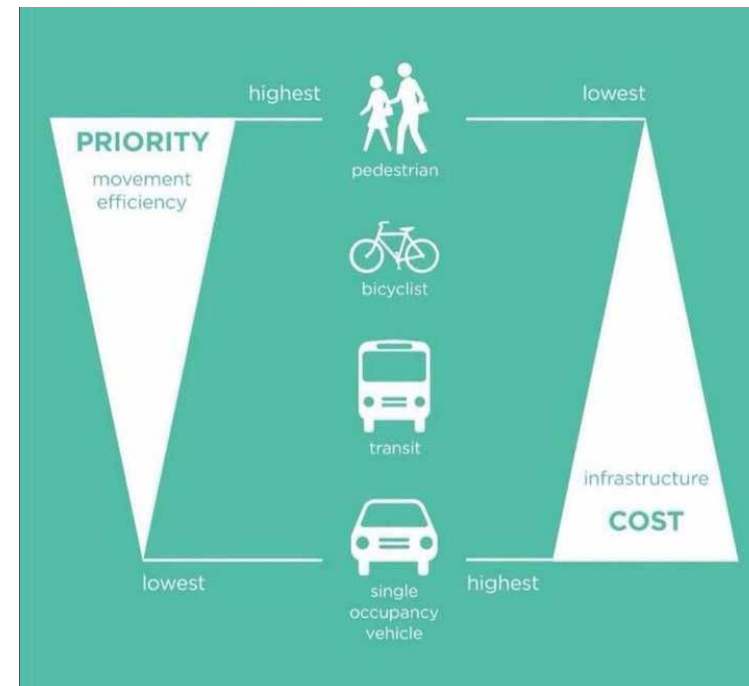 highest
lowest
PRIORITY
movement
efficiency
pedestrian
bicyclist
transit
infrastructure
COST
lowest
highest
single
occupancy
vehicle